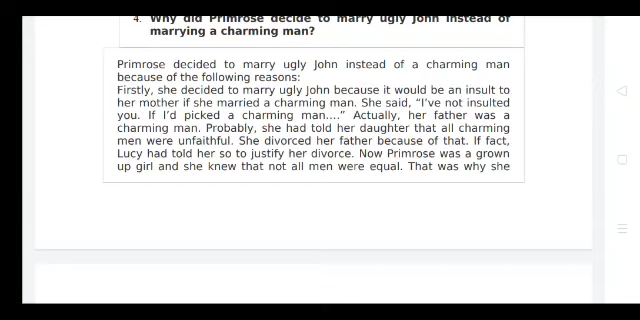 4. Why did Primrose decide to marry ugly John instead of
marrying a charming man?
Primrose decided to marry ugly John instead of a charming man
because of the following reasons:
Firstly, she decided to marry ugly John because it would be an insult to
her mother if she married a charming man. She said, “I’ve not insulted
you. If I’d picked a charming man....” Actually, her father was a
charming man. Probably, she had told her daughter that all charming
men were unfaithful. She divorced her father because of that. If fact,
Lucy had told her so to justify her divorce. Now Primrose was a grown
up girl and she knew that not all men were equal. That was why she